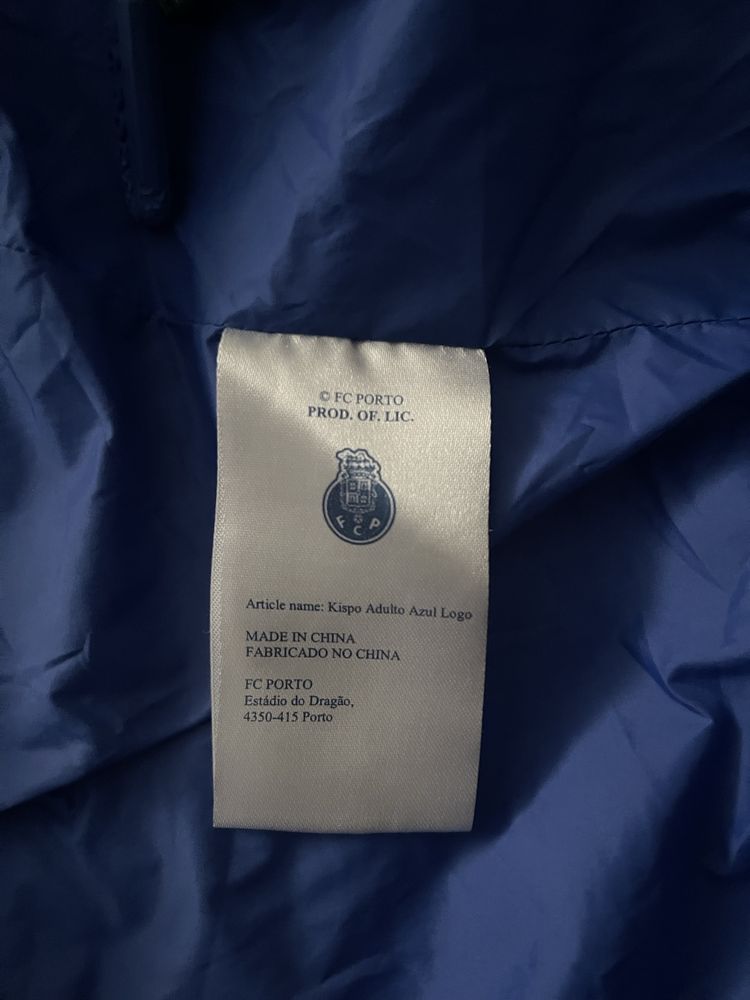 © FC PORTO
PROD. OF. LIC.
F C P
Article name: Kispo Adulto Azul Logo
MADE IN CHINA
FABRICADO NO CHINA
FC PORTO
Estádio do Dragão,
4350-415 Porto